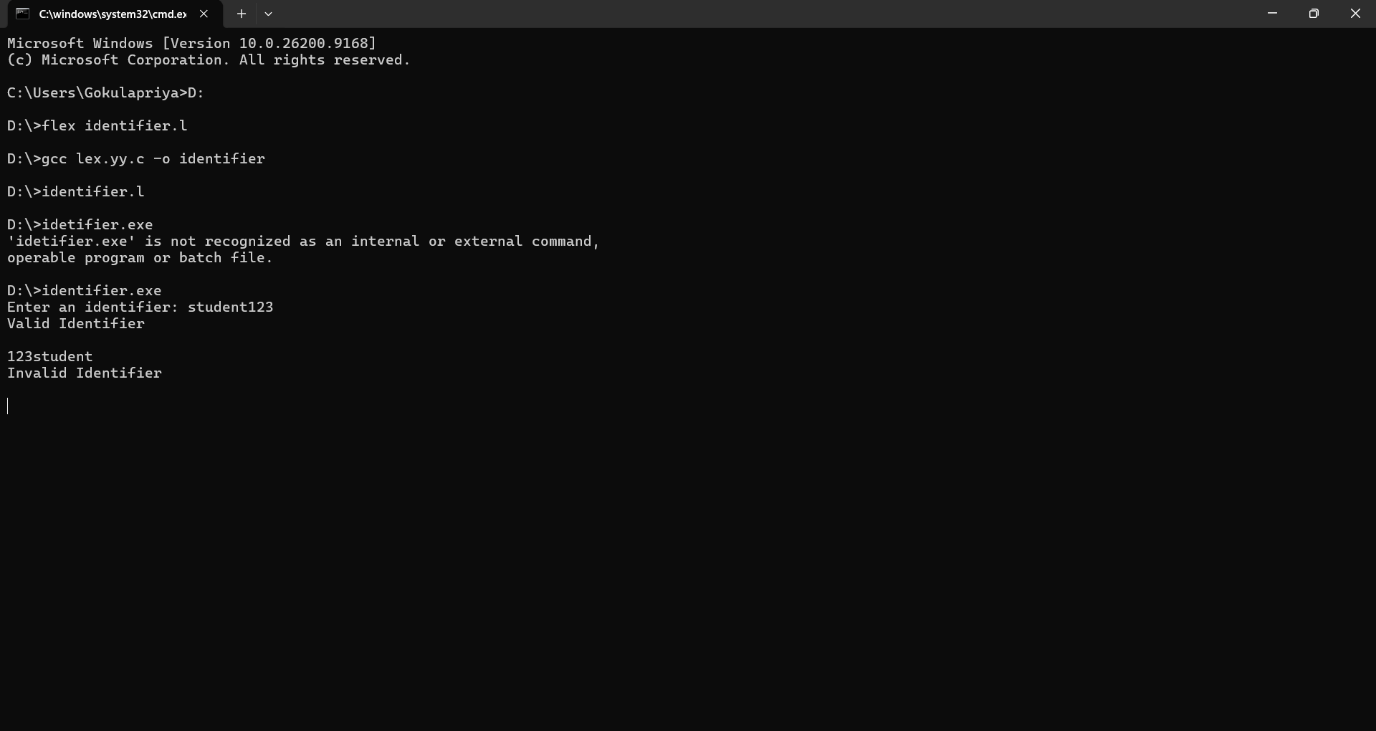 C:\windows\system32\cmd.ex
Microsoft Windows [Version 10.0.26200.9168]
(c) Microsoft Corporation. All rights reserved.
C:\Users\Gokulapriya>D:
D:\>flex identifier.l
D:\>gcc lex.yy.c -o identifier
D:\>identifier.l
D:\>idetifier.exe
'idetifier.exe' is not recognized as an internal or external command,
operable program or batch file.
D:\>identifier.exe
Enter an identifier: student123
Valid Identifier
123student
Invalid Identifier